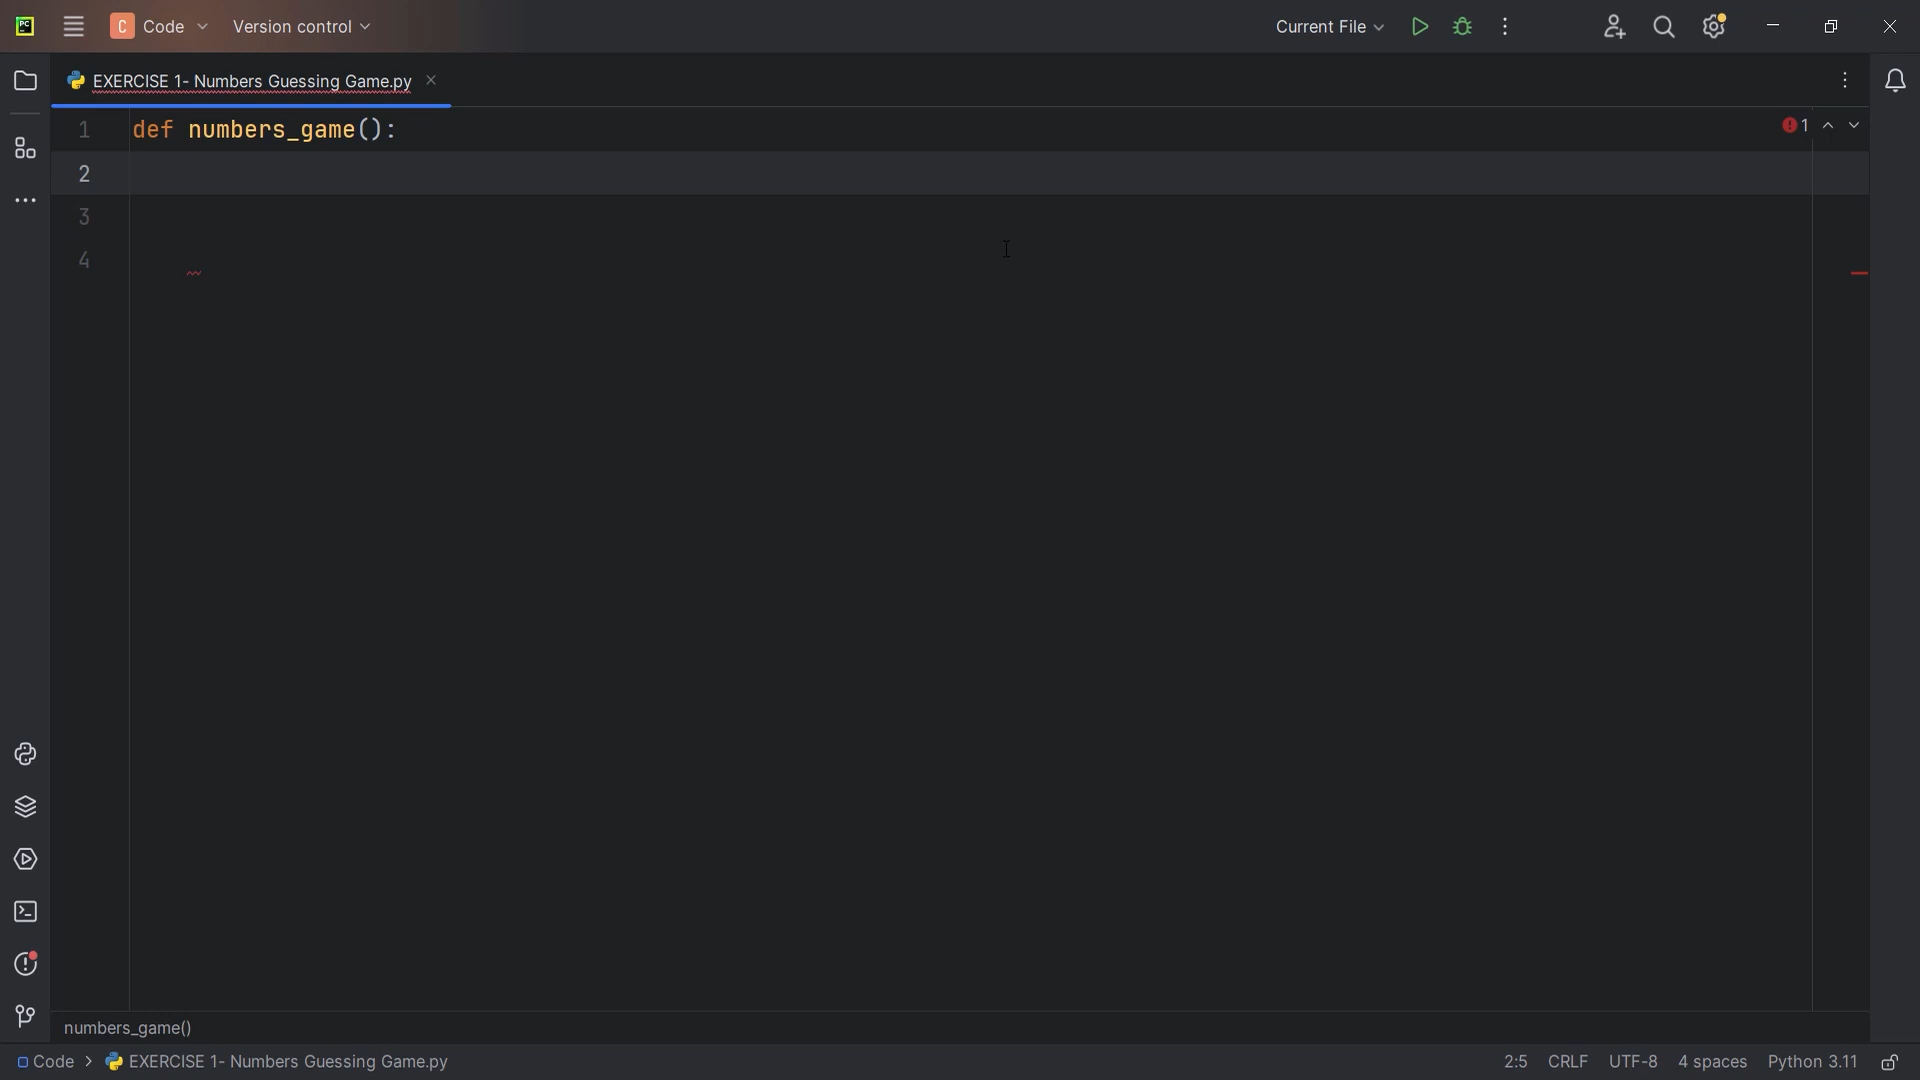 PC
C Code Version control Current File
EXERCISE 1- Numbers Guessing Game.py
1 def numbers_game(): 1
2
3
4
numbers_game()
Code > EXERCISE 1- Numbers Guessing Game.py 2:5 CRLF UTF-8 4 spaces Python 3.11